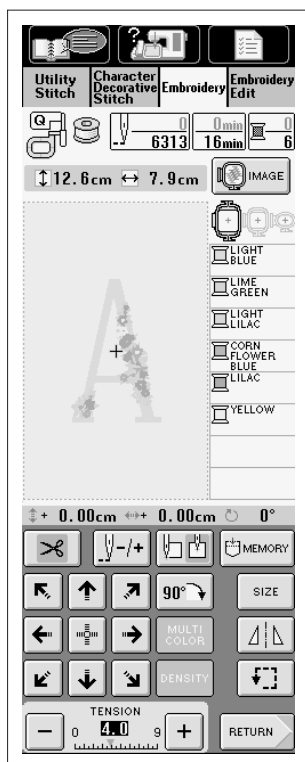 Utility Stitch
Character Decorative Stitch
Embroidery
Embroidery Edit
Q
0
6313
0min
16min
0
6
12.6cm
7.9cm
IMAGE
LIGHT BLUE
LIME GREEN
LIGHT LILAC
CORN FLOWER BLUE
LILAC
YELLOW
A
+ 0.00cm
+ 0.00cm
0°
-/+
MEMORY
90°
SIZE
MULTI COLOR
DENSITY
TENSION
− 0 4.0 9 +
RETURN